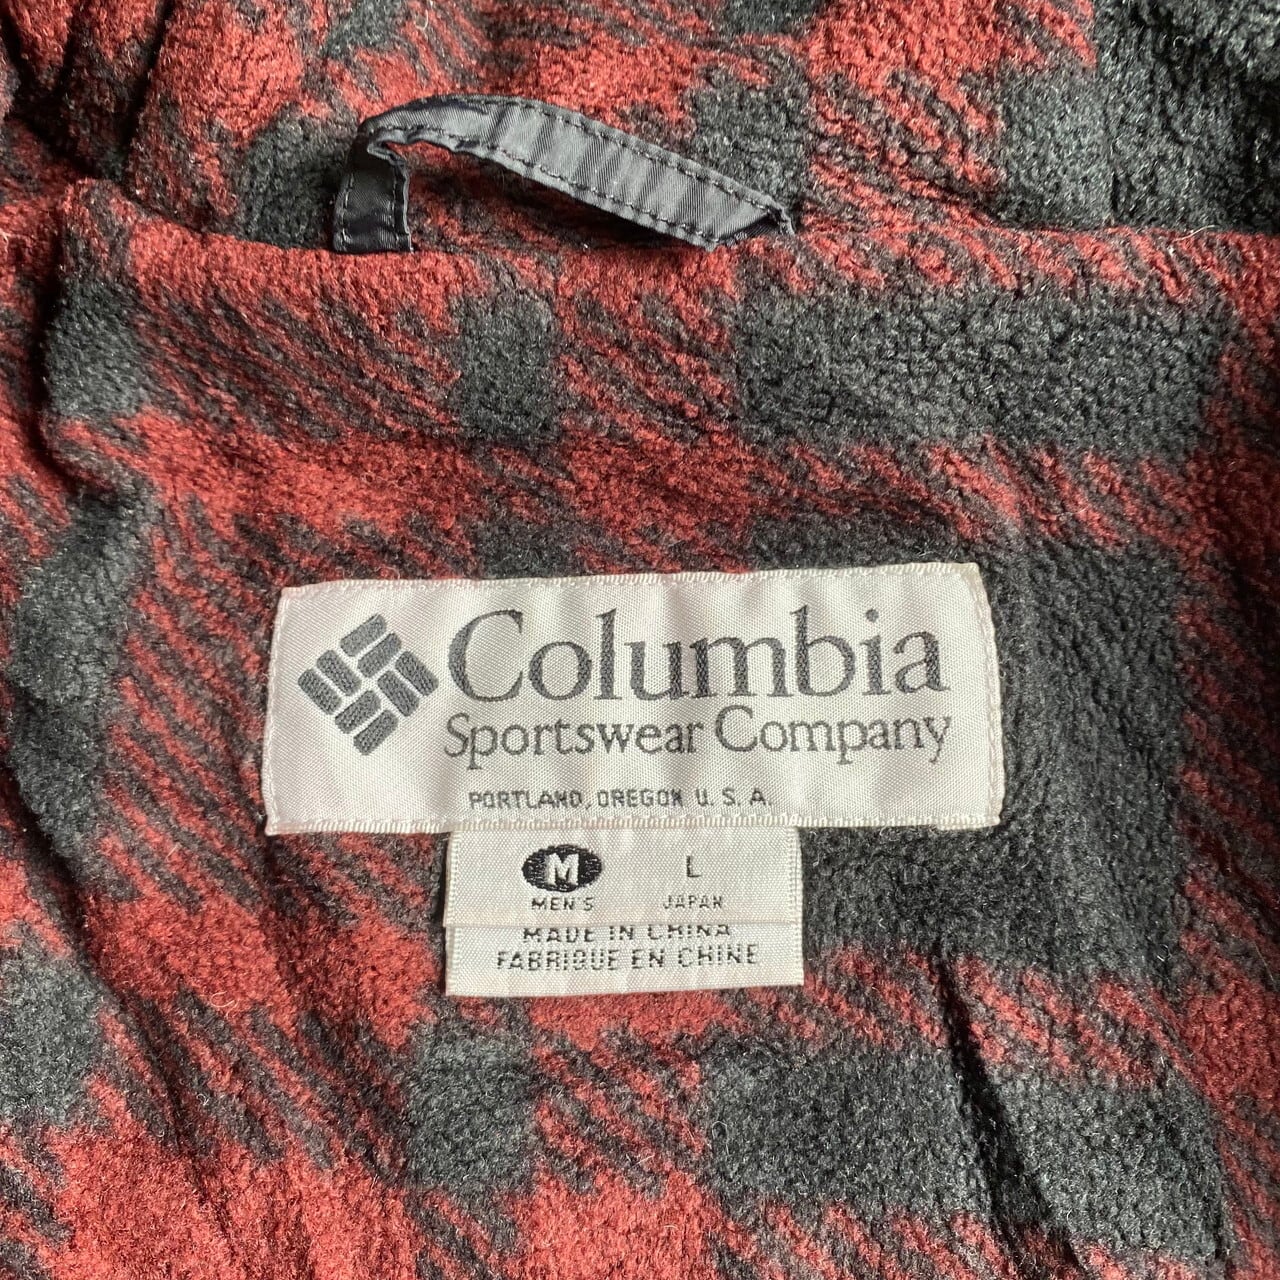 Columbia
Sportswear Company
PORTLAND, OREGON U. S. A.
M L
MEN'S JAPAN
MADE IN CHINA
FABRIQUE EN CHINE